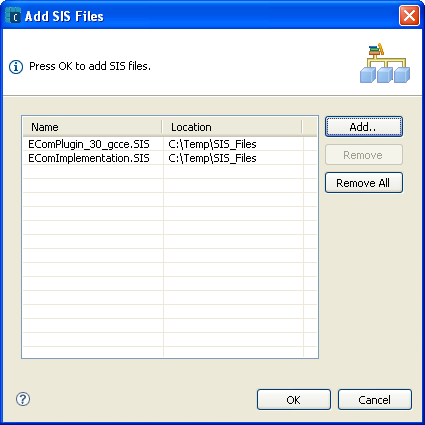 Add SIS Files
Press OK to add SIS files.
Name Location
EComPlugin_30_gcce.SIS C:\Temp\SIS_Files
EComImplementation.SIS C:\Temp\SIS_Files
Add..
Remove
Remove All
OK Cancel